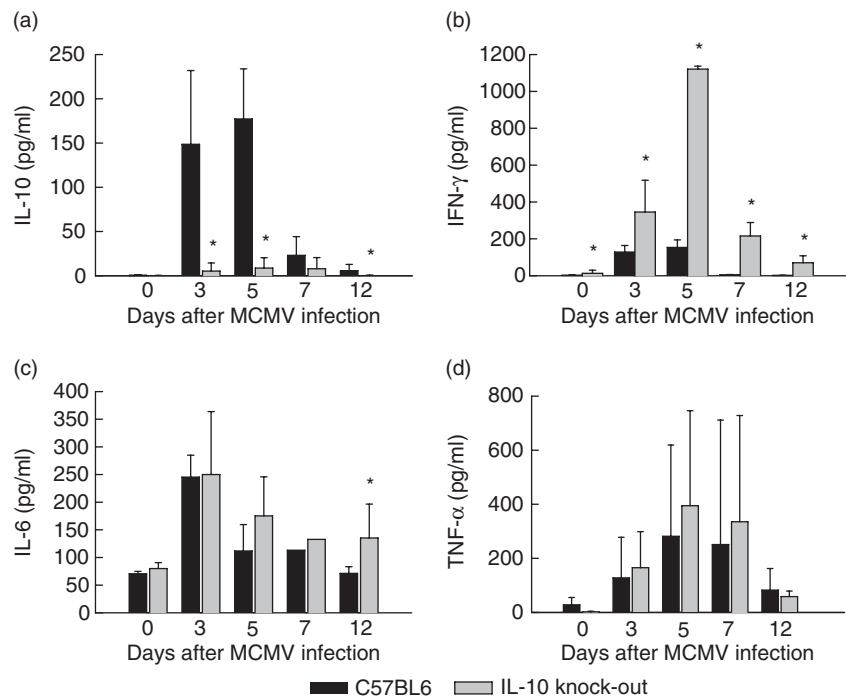 (a)
250
200
150
100
50
0
IL-10 (pg/ml)
* * *
0 3 5 7 12
Days after MCMV infection
(b)
1200
1000
800
600
400
200
0
IFN-γ (pg/ml)
* * * * *
0 3 5 7 12
Days after MCMV infection
(c)
400
350
300
250
200
150
100
50
0
IL-6 (pg/ml)
*
0 3 5 7 12
Days after MCMV infection
(d)
800
600
400
200
0
TNF-α (pg/ml)
0 3 5 7 12
Days after MCMV infection
C57BL6 IL-10 knock-out